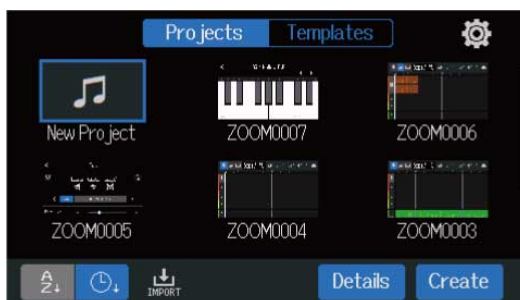 Projects Templates
New Project ZOOM0007 ZOOM0006
ZOOM0005 ZOOM0004 ZOOM0003
A
Z
IMPORT
Details Create